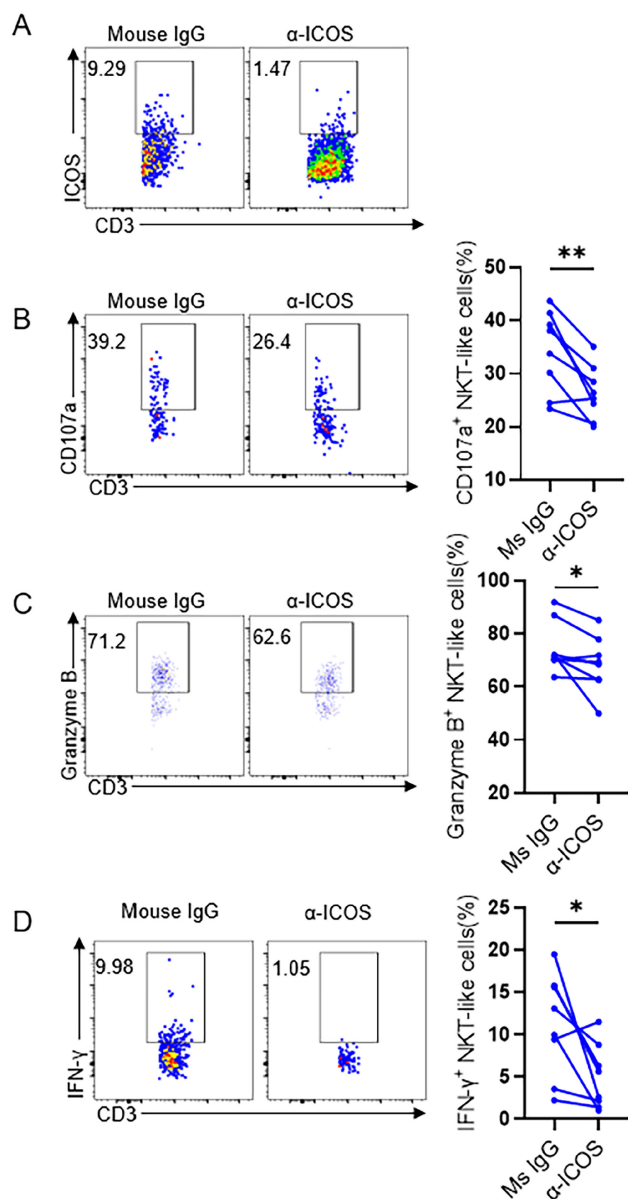 A
Mouse IgG
α-ICOS
9.29
1.47
ICOS
CD3
B
Mouse IgG
α-ICOS
39.2
26.4
CD107a
CD3
**
CD107a⁺ NKT-like cells(%)
50
40
30
20
10
Ms IgG
α-ICOS
C
Mouse IgG
α-ICOS
71.2
62.6
Granzyme B
CD3
*
Granzyme B⁺ NKT-like cells(%)
100
80
60
40
20
Ms IgG
α-ICOS
D
Mouse IgG
α-ICOS
9.98
1.05
IFN-γ
CD3
*
IFN-γ⁺ NKT-like cells(%)
25
20
15
10
5
0
Ms IgG
α-ICOS